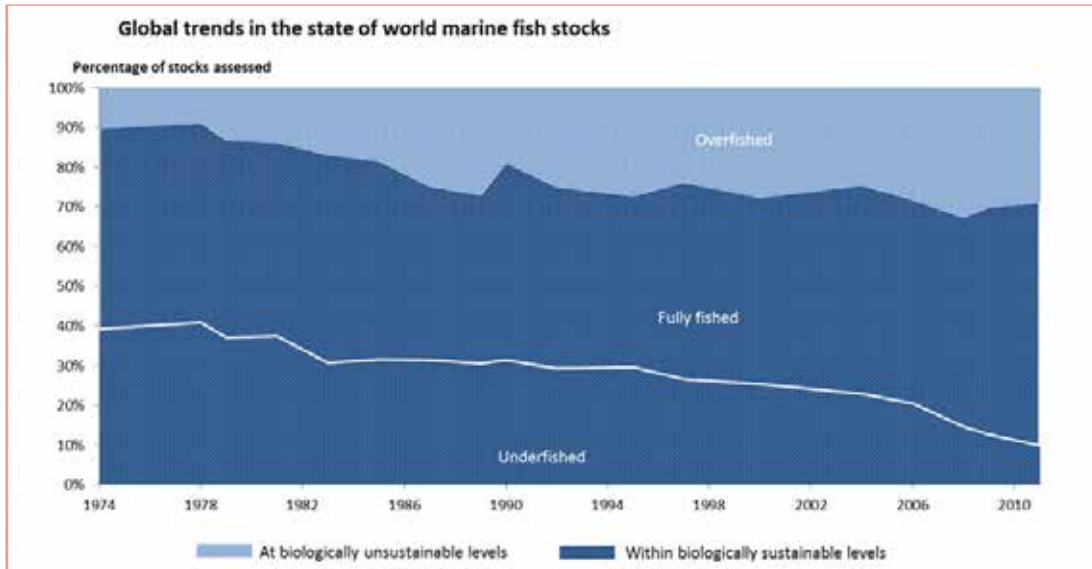 Global trends in the state of world marine fish stocks
Percentage of stocks assessed
100%
90%
80%
70%
60%
50%
40%
30%
20%
10%
0%
Overfished
Fully fished
Underfished
1974 1978 1982 1986 1990 1994 1998 2002 2006 2010
At biologically unsustainable levels Within biologically sustainable levels